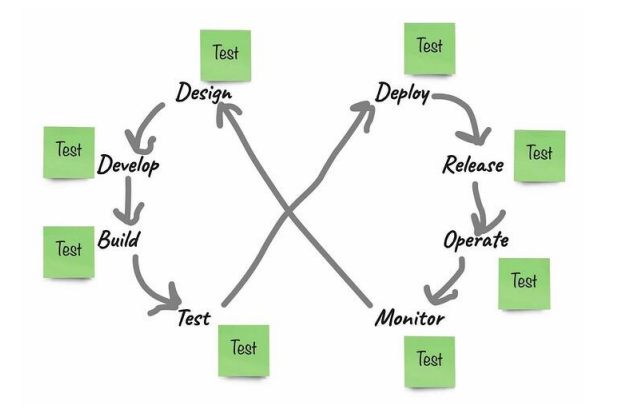 Test
Test
Design
Deploy
Test
Develop
Release
Test
Test
Build
Operate
Test
Test
Monitor
Test
Test